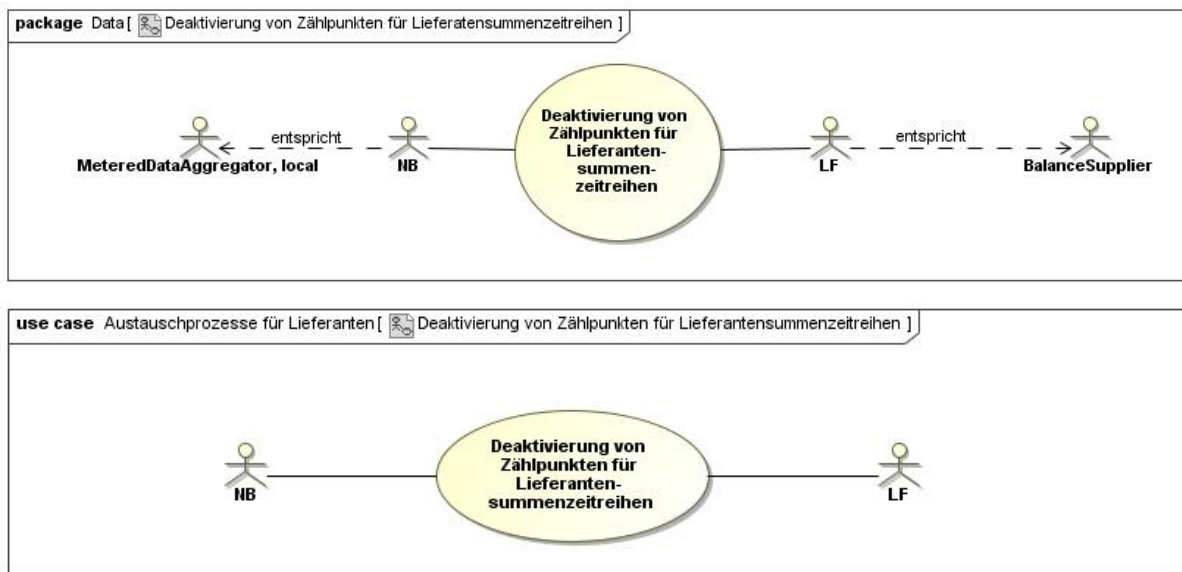 package Data [ Deaktivierung von Zählpunkten für Lieferatensummenzeitreihen ]
Deaktivierung von
Zählpunkten für
Lieferanten-
summen-
zeitreihen
entspricht
entspricht
MeteredDataAggregator, local
NB
LF
BalanceSupplier
use case Austauschprozesse für Lieferanten [ Deaktivierung von Zählpunkten für Lieferantensummenzeitreihen ]
Deaktivierung von
Zählpunkten für
Lieferanten-
summenzeitreihen
NB
LF